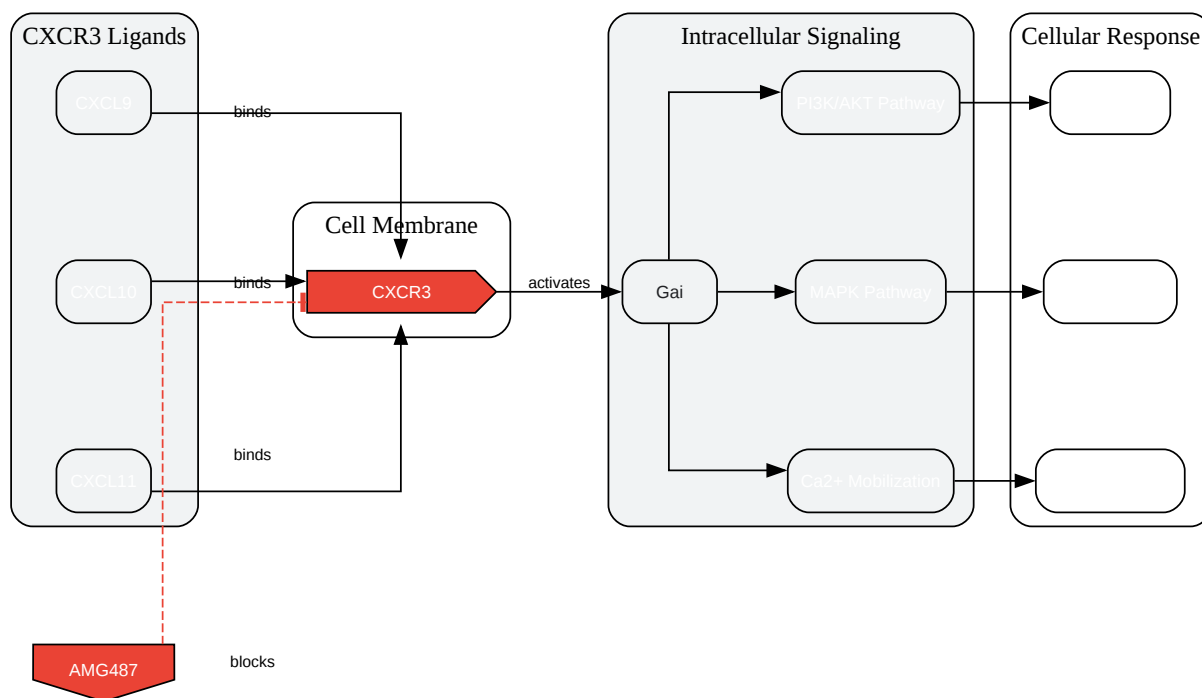 CXCR3 Ligands
Intracellular Signaling
Cellular Response
CXCL9
binds
PI3K/AKT Pathway
Cell Membrane
CXCL10
binds
CXCR3
activates
Gai
MAPK Pathway
CXCL11
binds
Ca2+ Mobilization
AMG487
blocks